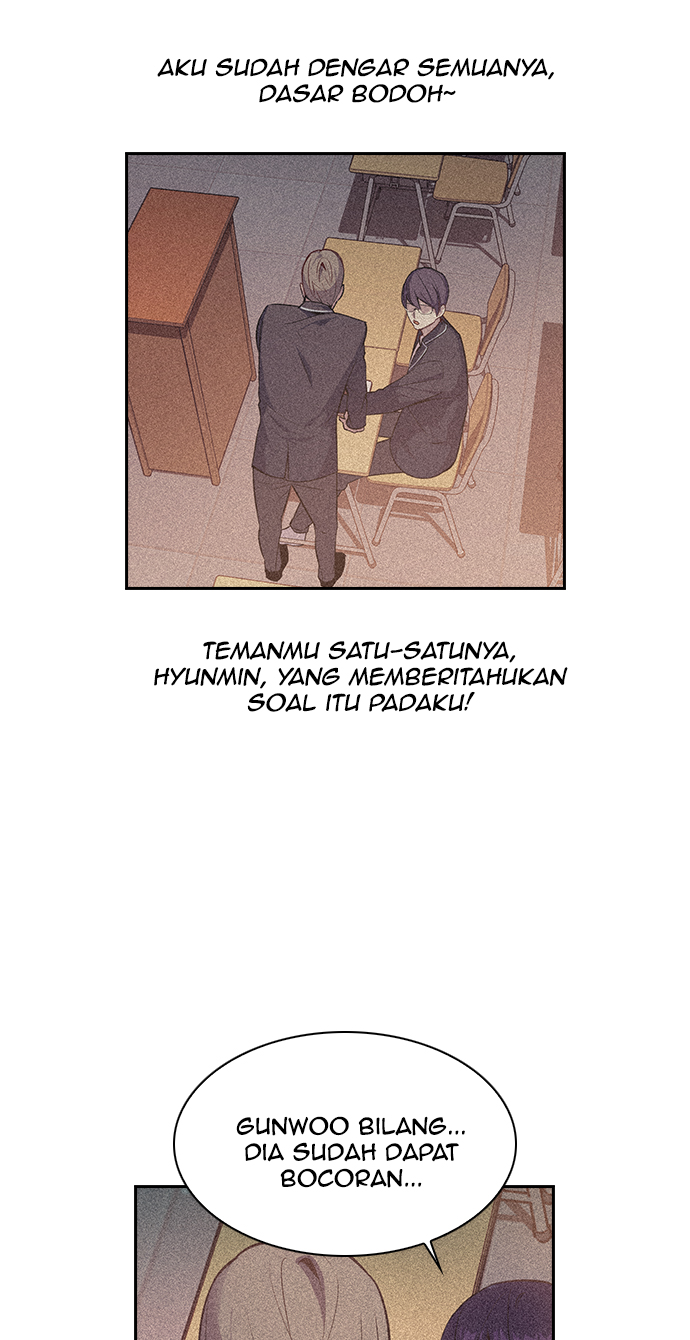 AKU SUDAH DENGAR SEMUANYA,
DASAR BODOH~
TEMANMU SATU-SATUNYA,
HYUNMIN, YANG MEMBERITAHUKAN
SOAL ITU PADAKU!
GUNWOO BILANG...
DIA SUDAH DAPAT
BOCORAN...